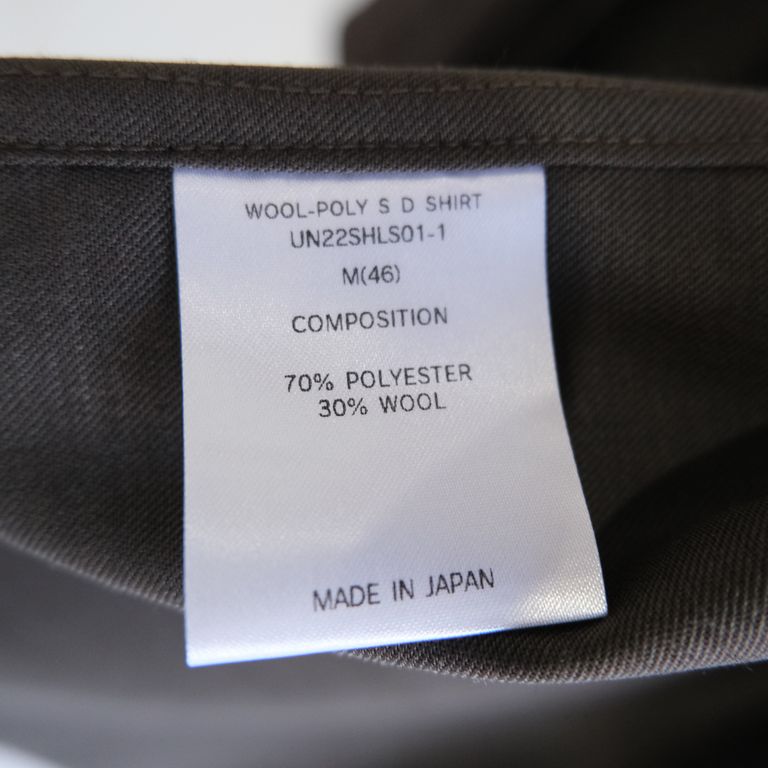 WOOL-POLY S D SHIRT
UN22SHLS01-1
M(46)
COMPOSITION
70% POLYESTER
30% WOOL
MADE IN JAPAN